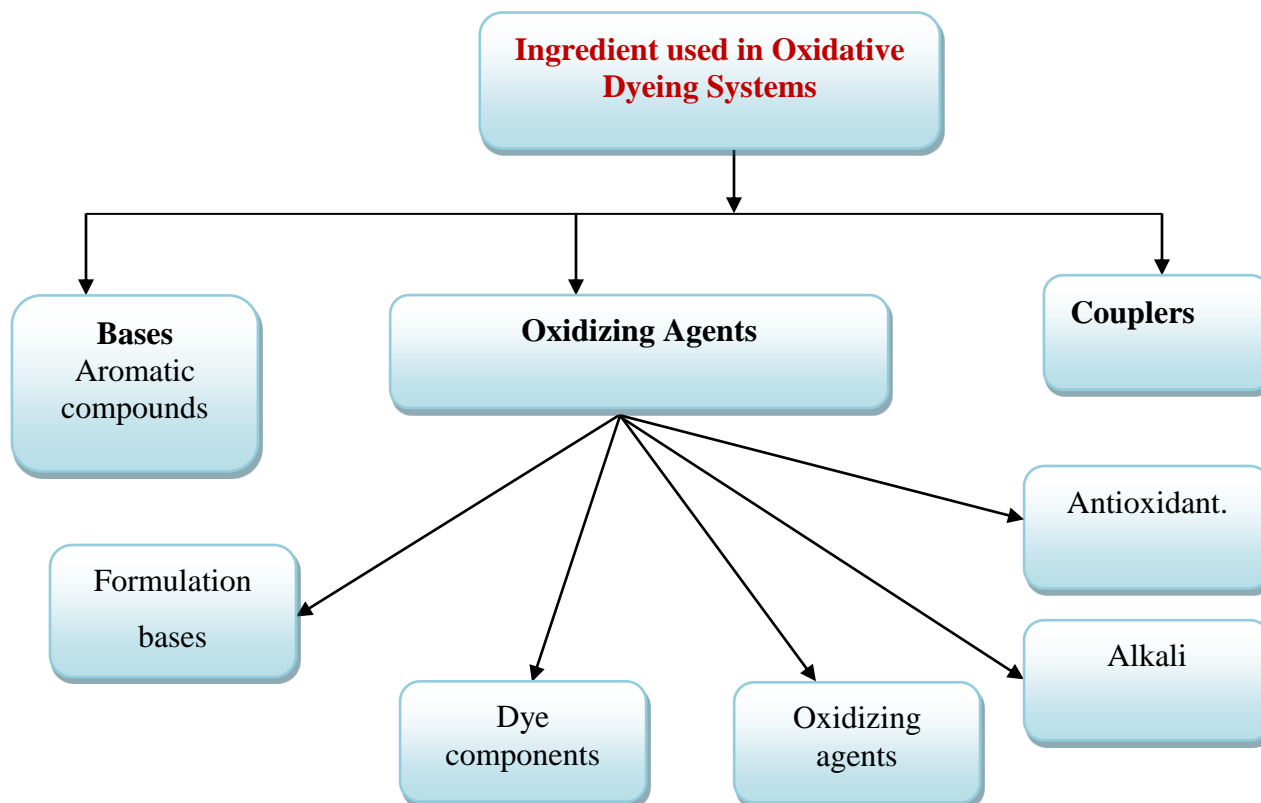 Ingredient used in Oxidative
Dyeing Systems
Bases
Aromatic
compounds
Oxidizing Agents
Couplers
Antioxidant.
Formulation
bases
Alkali
Dye
components
Oxidizing
agents